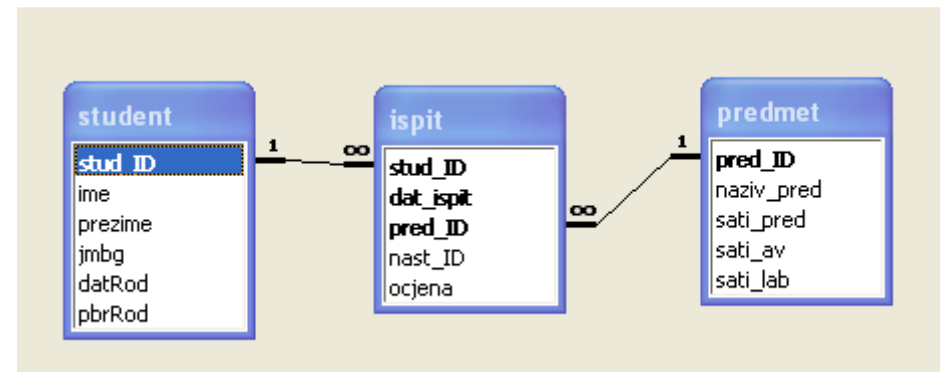 student
stud_ID
ime
prezime
jmbg
datRod
pbrRod
1
∞
ispit
stud_ID
dat_ispit
pred_ID
nast_ID
ocjena
∞
1
predmet
pred_ID
naziv_pred
sati_pred
sati_av
sati_lab